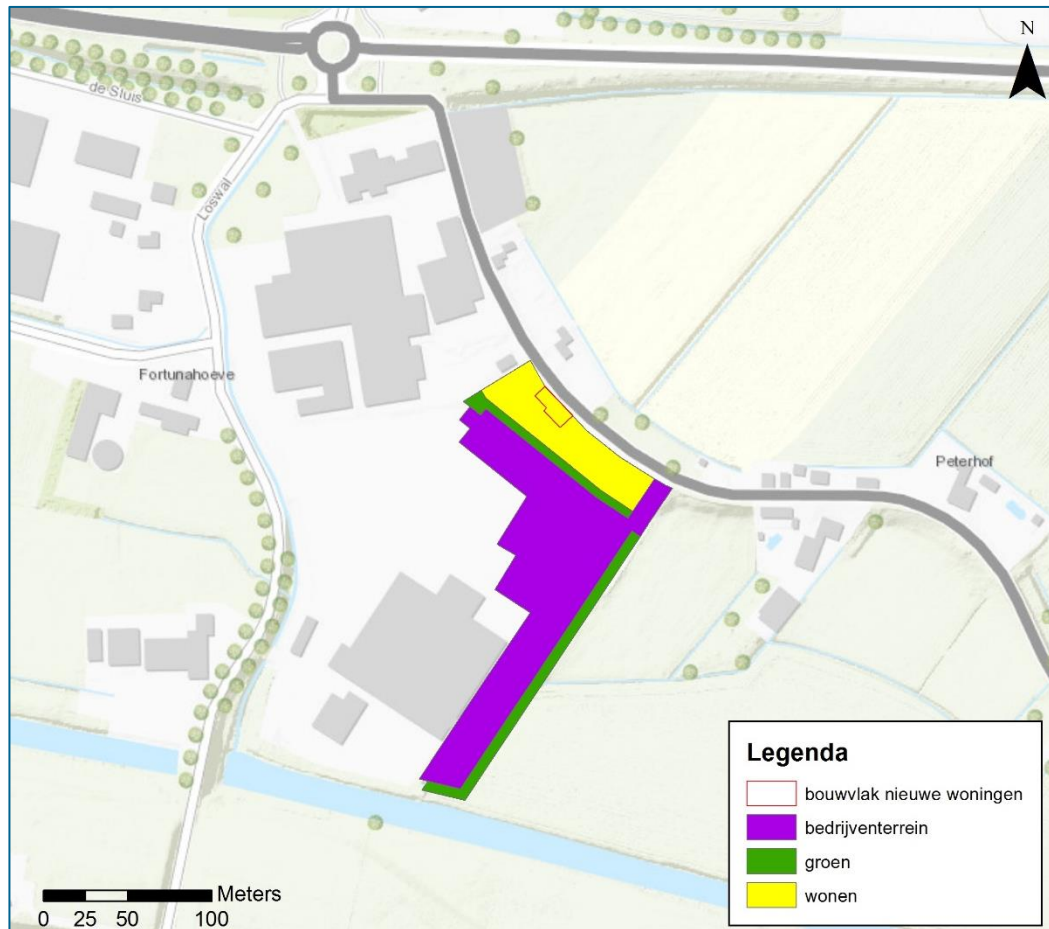 N
de Sluis
Loswal
Fortunahoeve
Peterhof
Legenda
bouwvlak nieuwe woningen
bedrijventerrein
groen
wonen
Meters
0 25 50 100